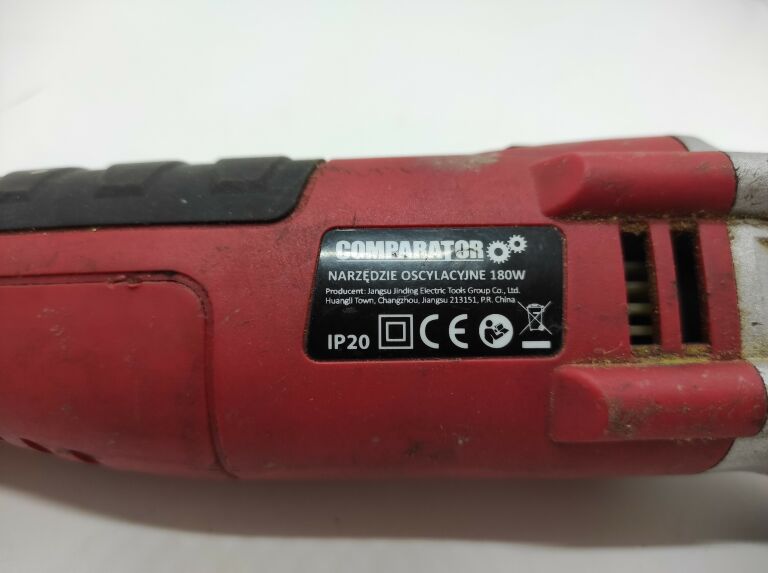 COMPARATOR
NARZĘDZIE OSCYLACYJNE 180W
Producent: Jangsu Jinding Electric Tools Group Co., Ltd.
Huangli Town, Changzhou, Jiangsu 213151, P.R. China
IP20 CE